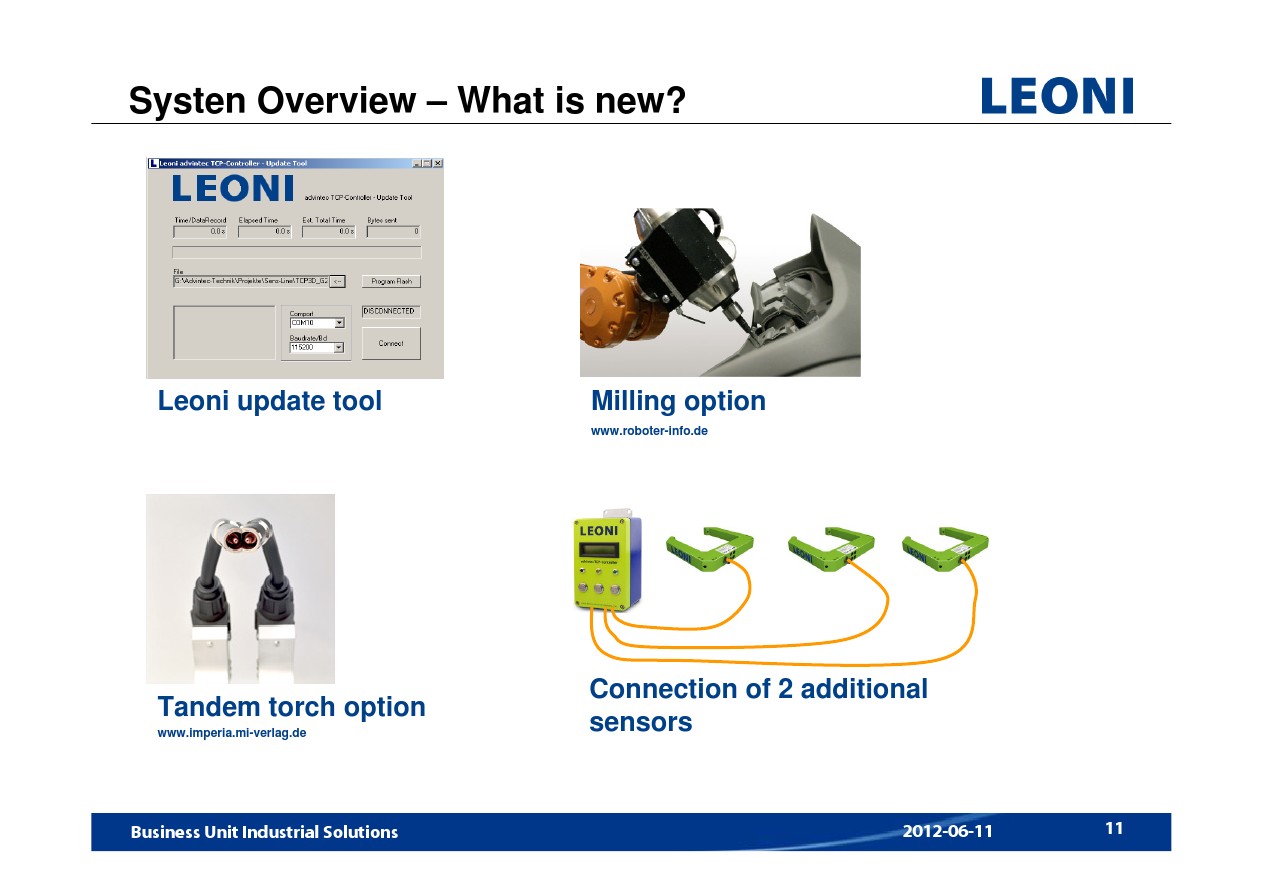 Systen Overview – What is new?
LEONI
Leoni advintec TCP-Controller - Update Tool
LEONI
advintec TCP-Controller - Update Tool
Time/DataRecord Elapsed Time Est. Total Time Bytes sent
0.0 s 0.0 s 0.0 s 0
File
G:\Advintec-Technik\Projekte\Sens-Line\TCP3D_G2 <-- Program Flash
Comport
COM10
DISCONNECTED
Baudrate/Bd
115200
Connect
Leoni update tool
Milling option
www.roboter-info.de
LEONI
LEONI
LEONI
LEONI
Tandem torch option
www.imperia.mi-verlag.de
Connection of 2 additional
sensors
Business Unit Industrial Solutions
2012-06-11
11